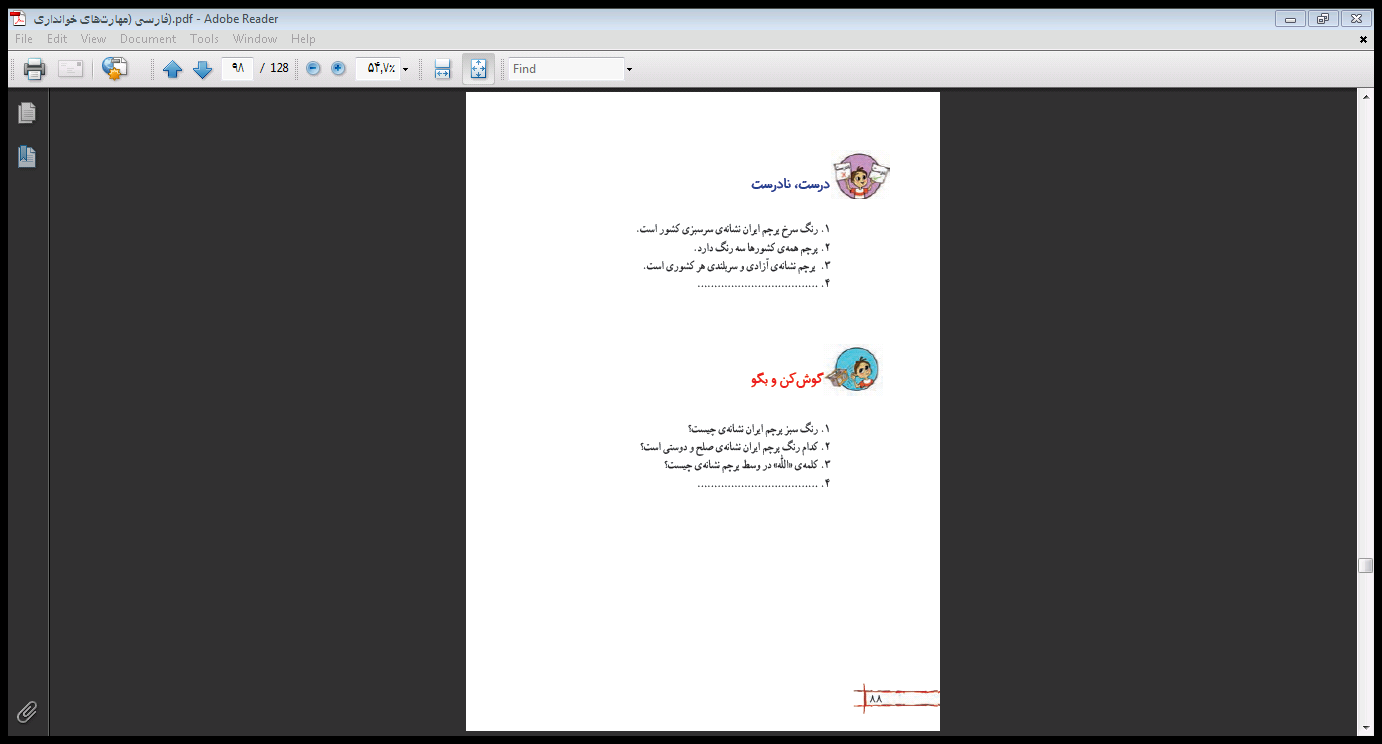 فارسی (مهارت‌های خوانداری).pdf - Adobe Reader
File Edit View Document Tools Window Help
۹۸ / 128 ۵۴٫۷٪ Find
درست، نادرست
۱. رنگ سرخ پرچم ایران نشانه‌ی سرسبزی کشور است.
۲. پرچم همه‌ی کشورها سه رنگ دارد.
۳. پرچم نشانه‌ی آزادی و سربلندی هر کشوری است.
۴. ....................................
گوش کن و بگو
۱. رنگ سبز پرچم ایران نشانه‌ی چیست؟
۲. کدام رنگ پرچم ایران نشانه‌ی صلح و دوستی است؟
۳. کلمه‌ی «الله» در وسط پرچم نشانه‌ی چیست؟
۴. ....................................
۸۸